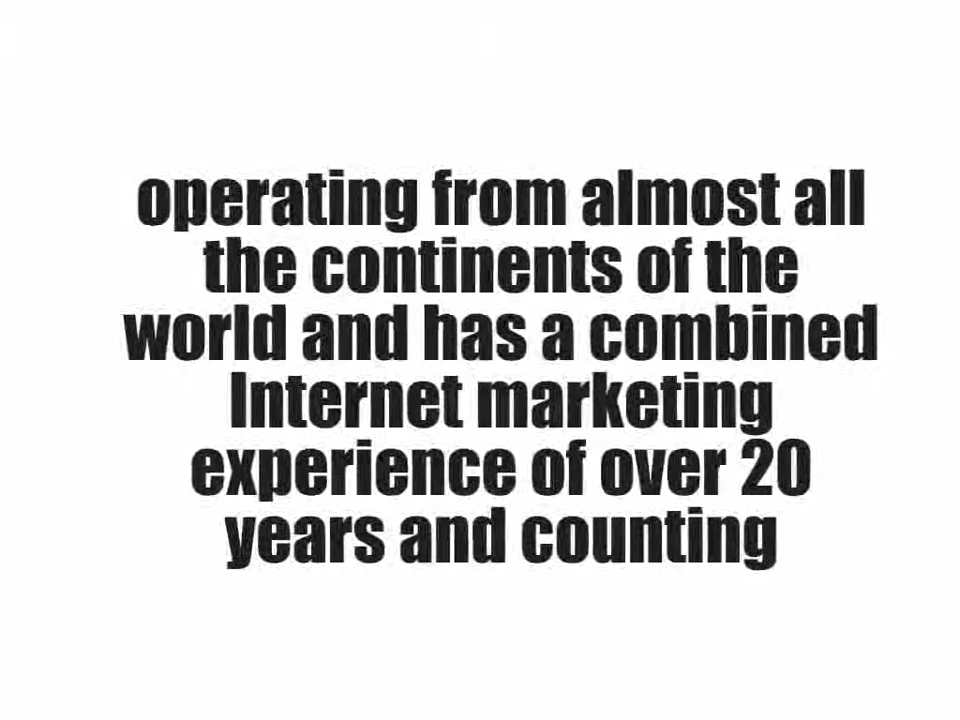 operating from almost all
the continents of the
world and has a combined
Internet marketing
experience of over 20
years and counting